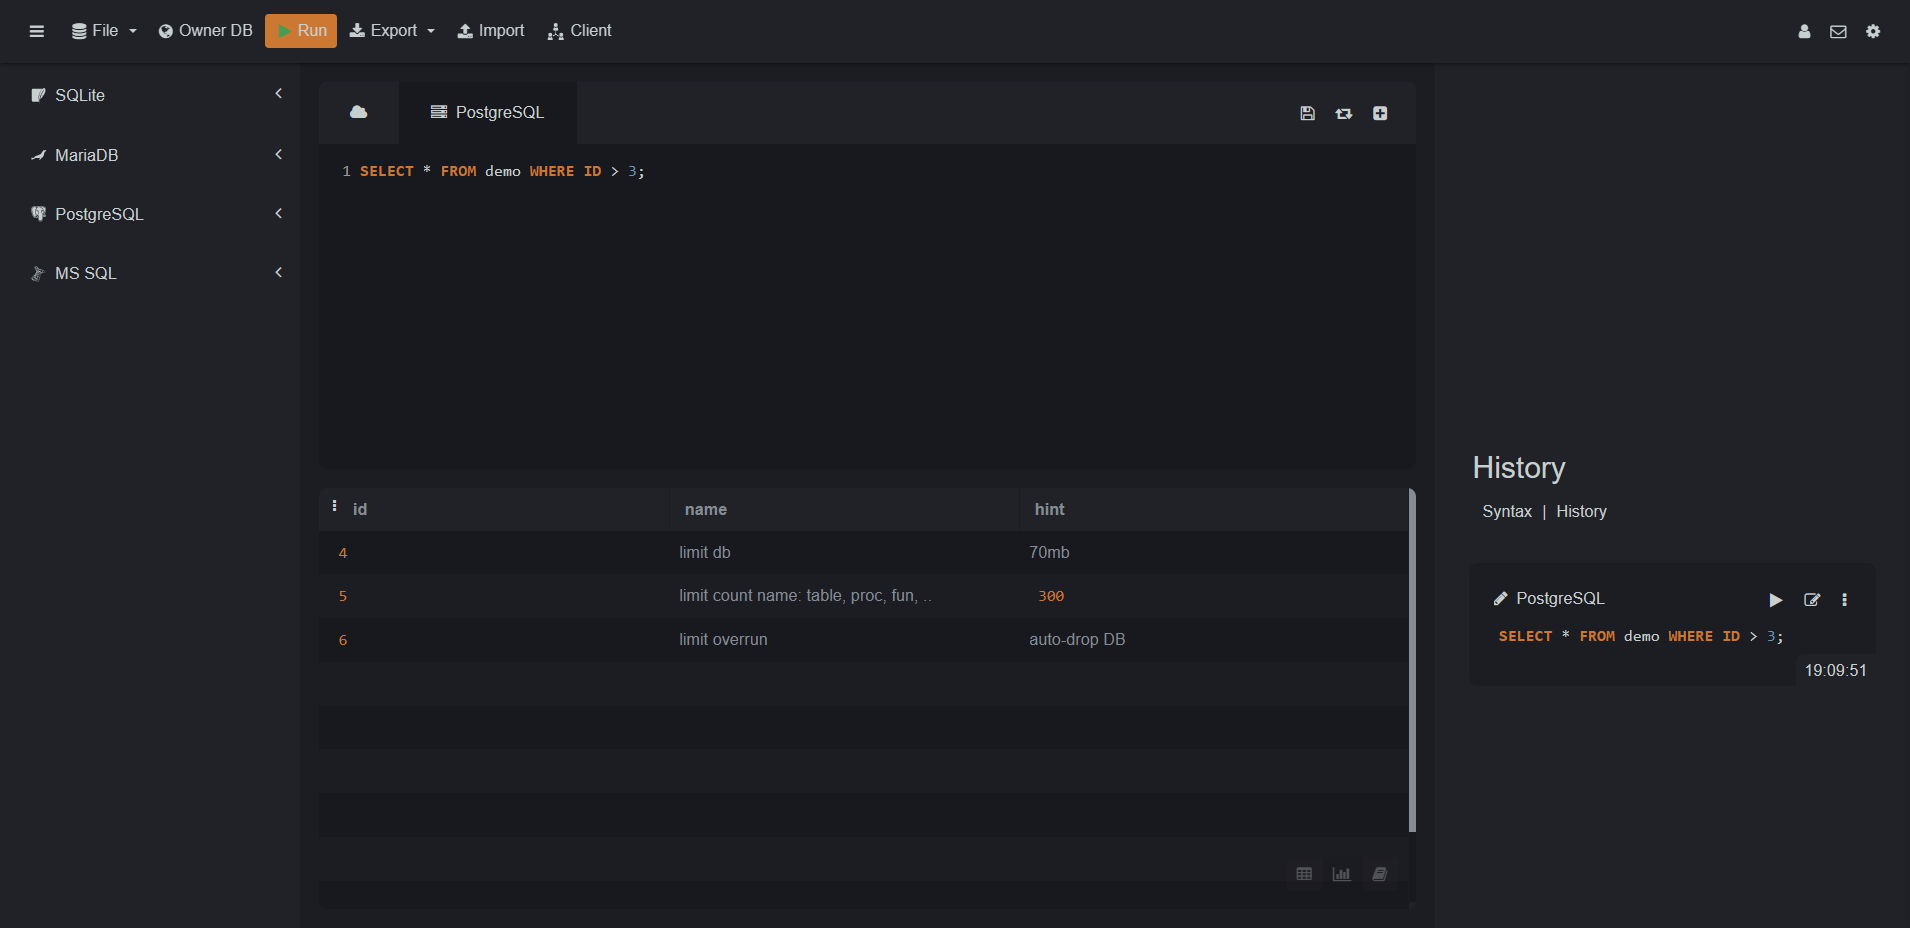 File Owner DB Run Export Import Client
SQLite
MariaDB
PostgreSQL
MS SQL
PostgreSQL
1 SELECT * FROM demo WHERE ID > 3;
id name hint
4 limit db 70mb
5 limit count name: table, proc, fun, .. 300
6 limit overrun auto-drop DB
History
Syntax | History
PostgreSQL
SELECT * FROM demo WHERE ID > 3;
19:09:51